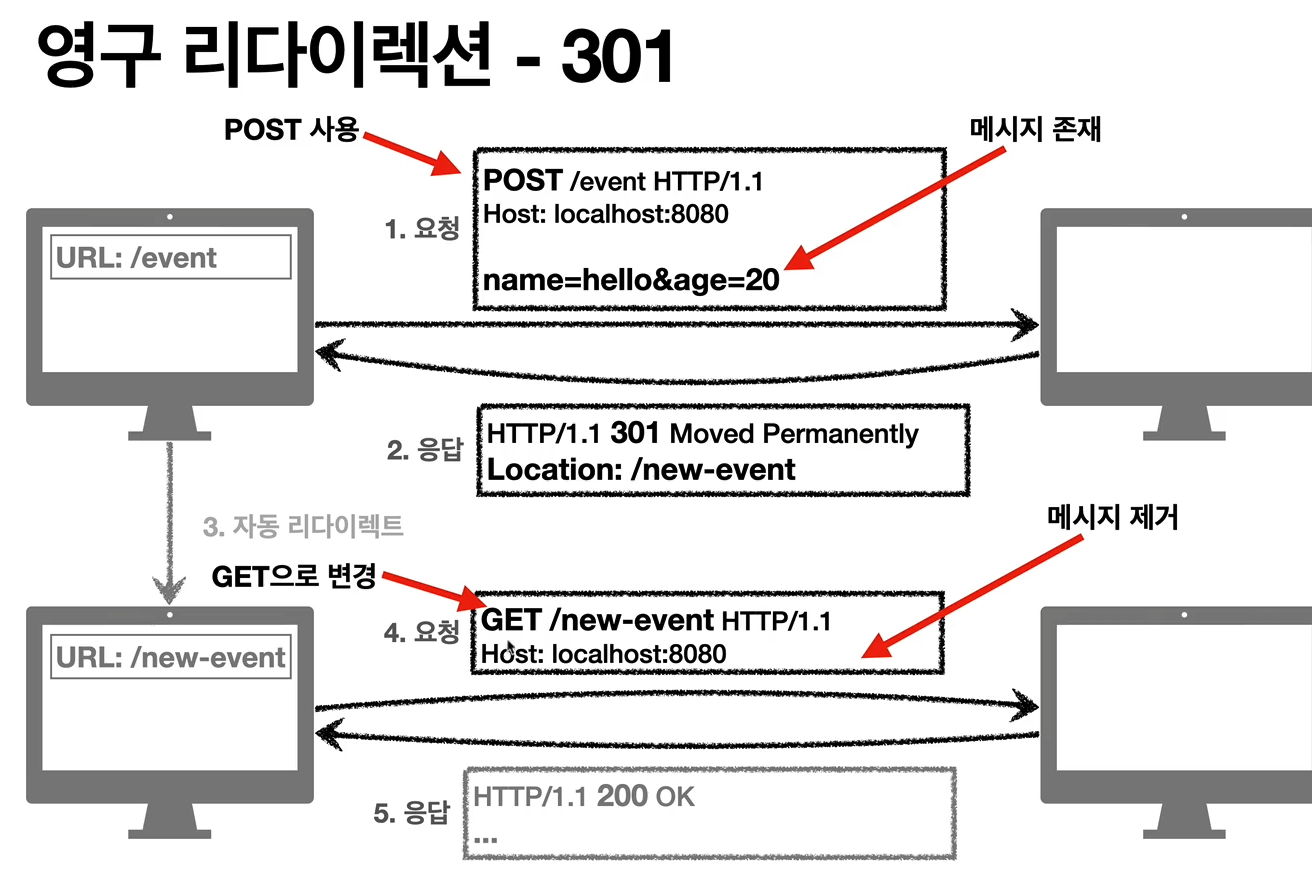 영구 리다이렉션 - 301
POST 사용
메시지 존재
1. 요청
POST /event HTTP/1.1
Host: localhost:8080
name=hello&age=20
URL: /event
2. 응답
HTTP/1.1 301 Moved Permanently
Location: /new-event
3. 자동 리다이렉트
메시지 제거
GET으로 변경
4. 요청
GET /new-event HTTP/1.1
Host: localhost:8080
URL: /new-event
5. 응답
HTTP/1.1 200 OK
...